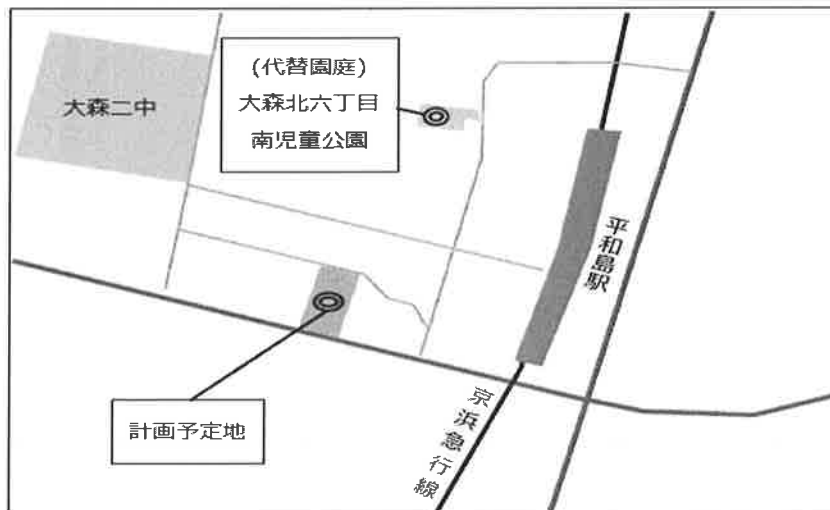 (代替園庭)
大森北六丁目
南児童公園
大森二中
平和島駅
計画予定地
京浜急行線